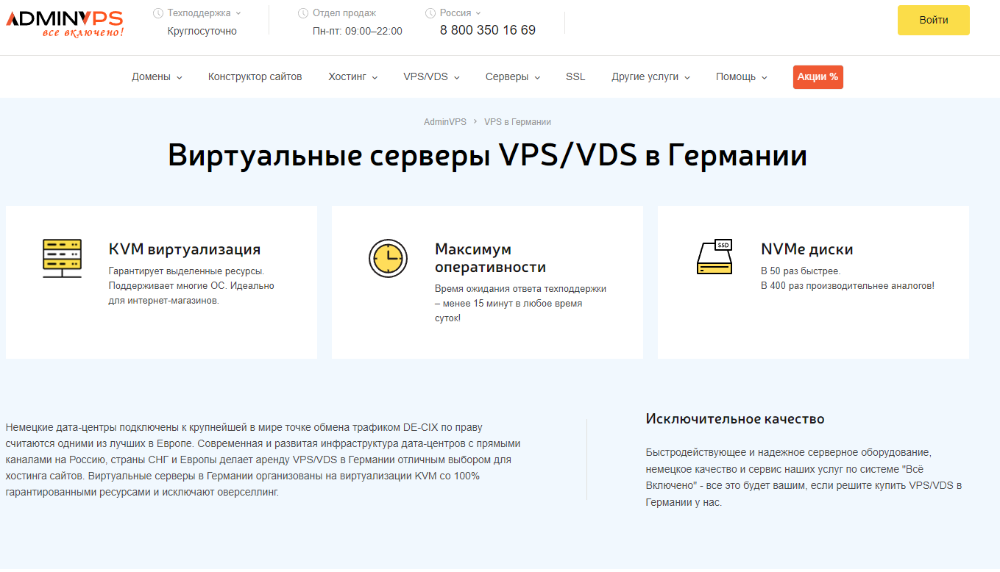 ADMINVPS
все включено!
Техподдержка
Круглосуточно
Отдел продаж
Пн-пт: 09:00–22:00
Россия
8 800 350 16 69
Войти
Домены
Конструктор сайтов
Хостинг
VPS/VDS
Серверы
SSL
Другие услуги
Помощь
Акции %
AdminVPS > VPS в Германии
Виртуальные серверы VPS/VDS в Германии
KVM виртуализация
Гарантирует выделенные ресурсы.
Поддерживает многие ОС. Идеально
для интернет-магазинов.
Максимум
оперативности
Время ожидания ответа техподдержки
– менее 15 минут в любое время
суток!
SSD
NVMe диски
В 50 раз быстрее.
В 400 раз производительнее аналогов!
Немецкие дата-центры подключены к крупнейшей в мире точке обмена трафиком DE-CIX по праву
считаются одними из лучших в Европе. Современная и развитая инфраструктура дата-центров с прямыми
каналами на Россию, страны СНГ и Европы делает аренду VPS/VDS в Германии отличным выбором для
хостинга сайтов. Виртуальные серверы в Германии организованы на виртуализации KVM со 100%
гарантированными ресурсами и исключают оверселлинг.
Исключительное качество
Быстродействующее и надежное серверное оборудование,
немецкое качество и сервис наших услуг по системе "Всё
Включено" - все это будет вашим, если решите купить VPS/VDS в
Германии у нас.